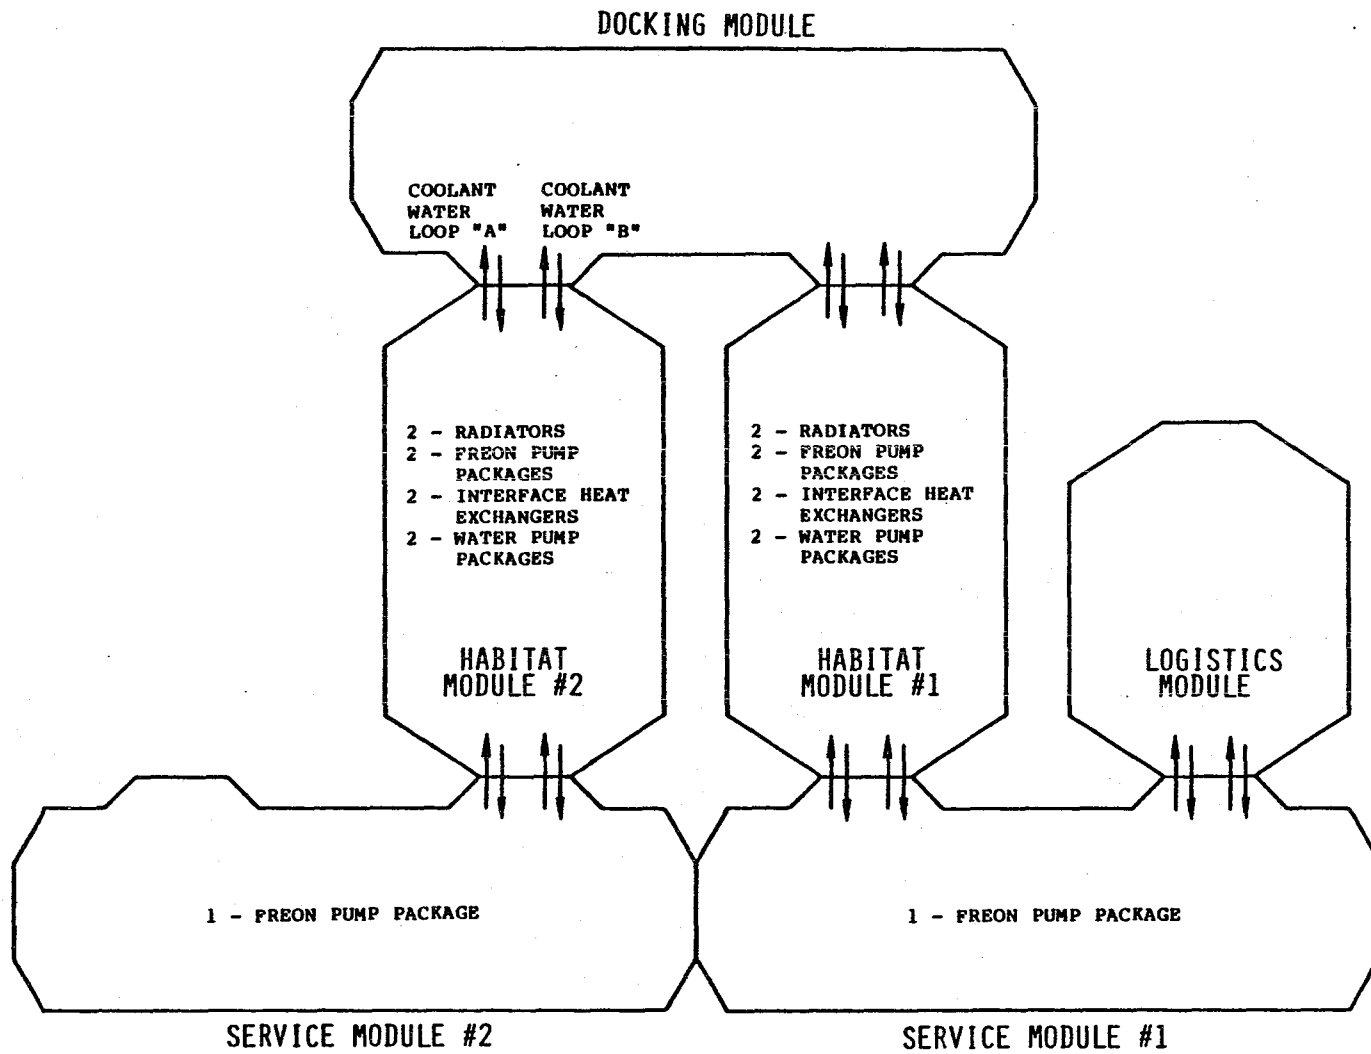 DOCKING MODULE
COOLANT
WATER
LOOP "A"
COOLANT
WATER
LOOP "B"
2 - RADIATORS
2 - FREON PUMP
PACKAGES
2 - INTERFACE HEAT
EXCHANGERS
2 - WATER PUMP
PACKAGES
HABITAT
MODULE #2
2 - RADIATORS
2 - FREON PUMP
PACKAGES
2 - INTERFACE HEAT
EXCHANGERS
2 - WATER PUMP
PACKAGES
HABITAT
MODULE #1
LOGISTICS
MODULE
1 - FREON PUMP PACKAGE
1 - FREON PUMP PACKAGE
SERVICE MODULE #2
SERVICE MODULE #1